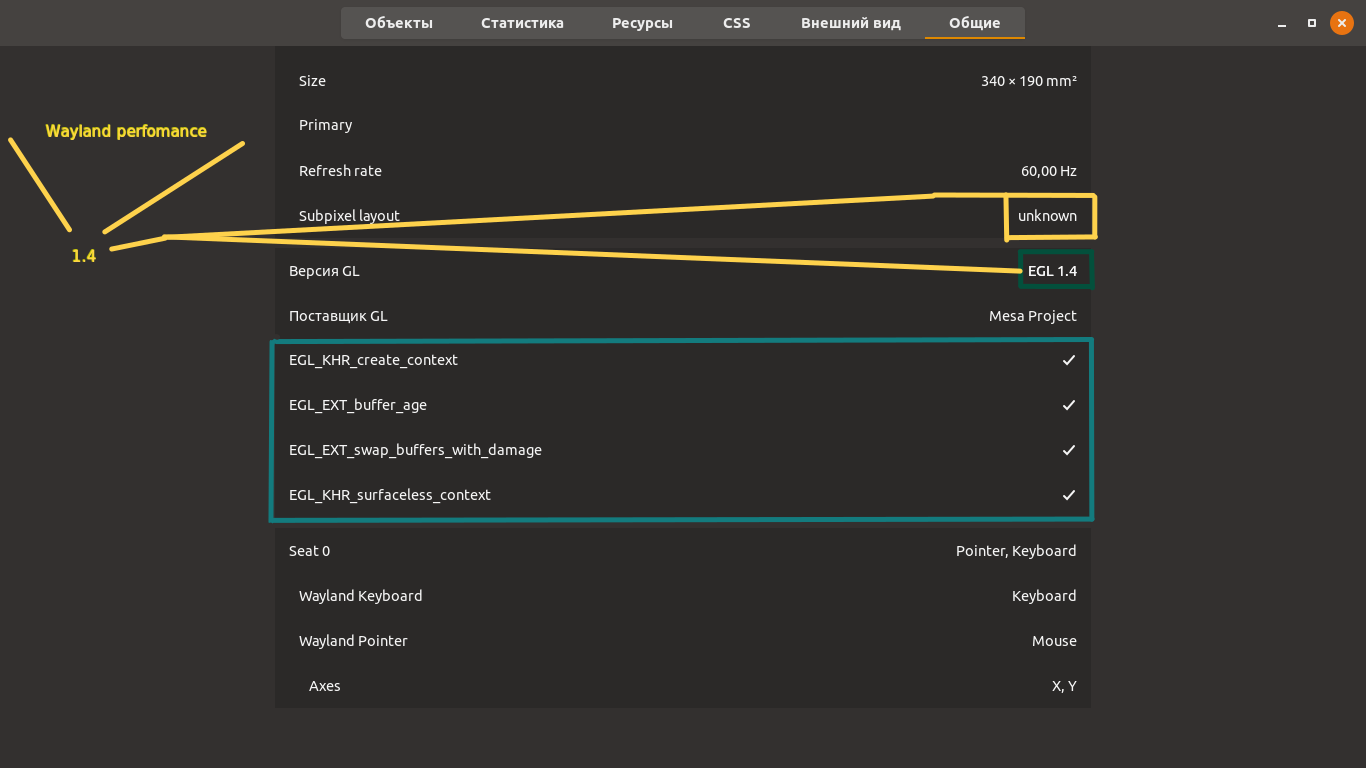 Объекты Статистика Ресурсы CSS Внешний вид Общие
Size 340 × 190 mm²
Wayland perfomance
Primary
Refresh rate 60,00 Hz
Subpixel layout unknown
1.4
Версия GL EGL 1.4
Поставщик GL Mesa Project
EGL_KHR_create_context
EGL_EXT_buffer_age
EGL_EXT_swap_buffers_with_damage
EGL_KHR_surfaceless_context
Seat 0 Pointer, Keyboard
Wayland Keyboard Keyboard
Wayland Pointer Mouse
Axes X, Y